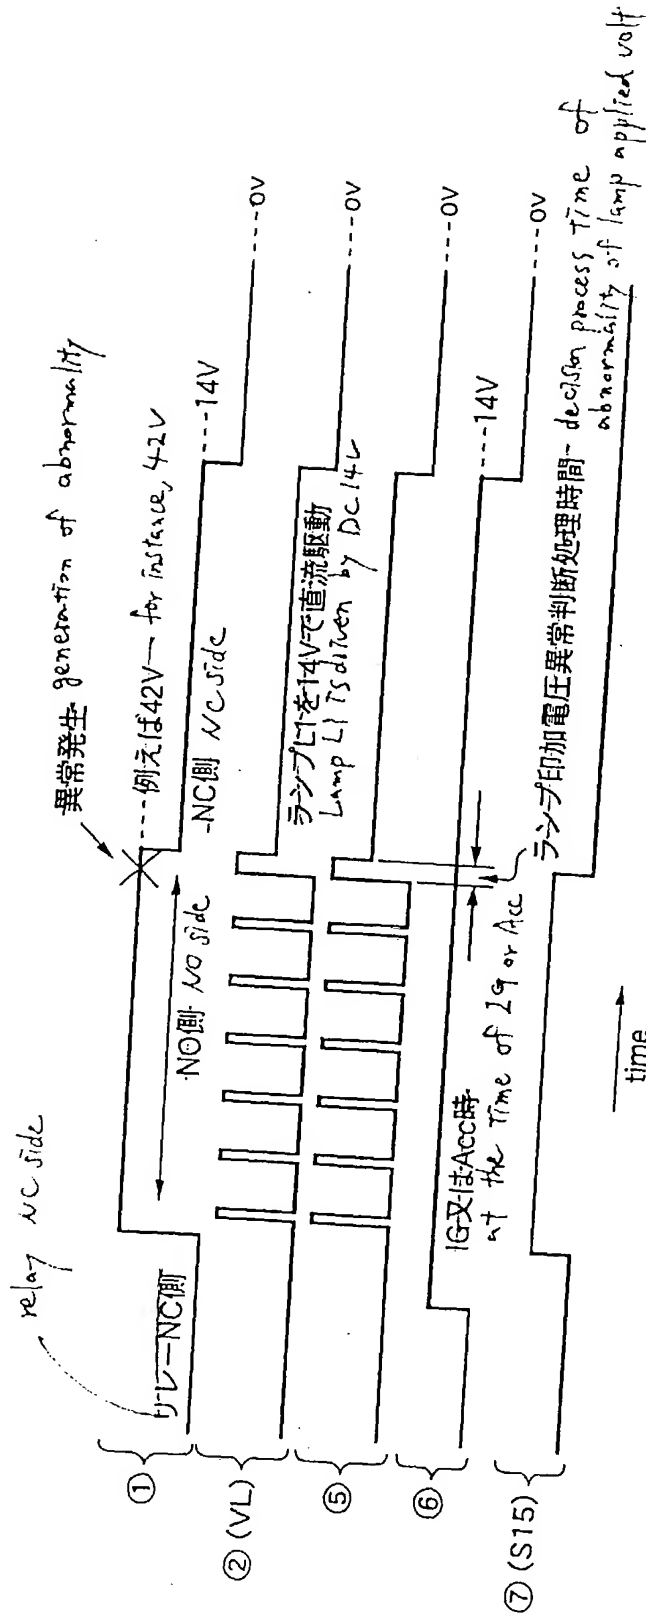 異常発生 generation of abnormality
----例えば42V— for instance, 42V
relay NC side
リレーNC側
NO側 NO side
NC側 NC side
----14V
----0V
ランプL1を14Vで直流駆動
Lamp L1 is driven by DC 14V
----0V
----0V
IG又はAcc時
at the time of IG or Acc
----14V
----0V
ランプ印加電圧異常判断処理時間- decision process time of
abnormality of lamp applied volt
①
② (VL)
⑤
⑥
⑦ (S15)
time